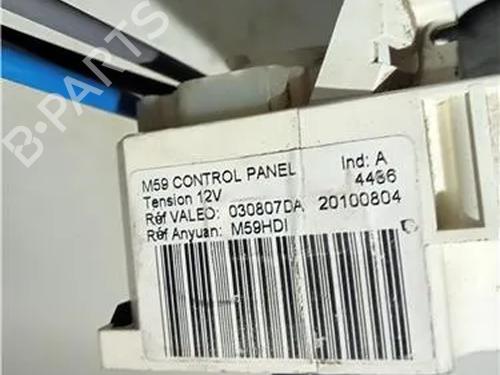 B-PARTS
M59 CONTROL PANEL Ind: A
Tension 12V 4436
Réf VALEO: 030807DA 20100804
Réf Anyuan: M59HDI